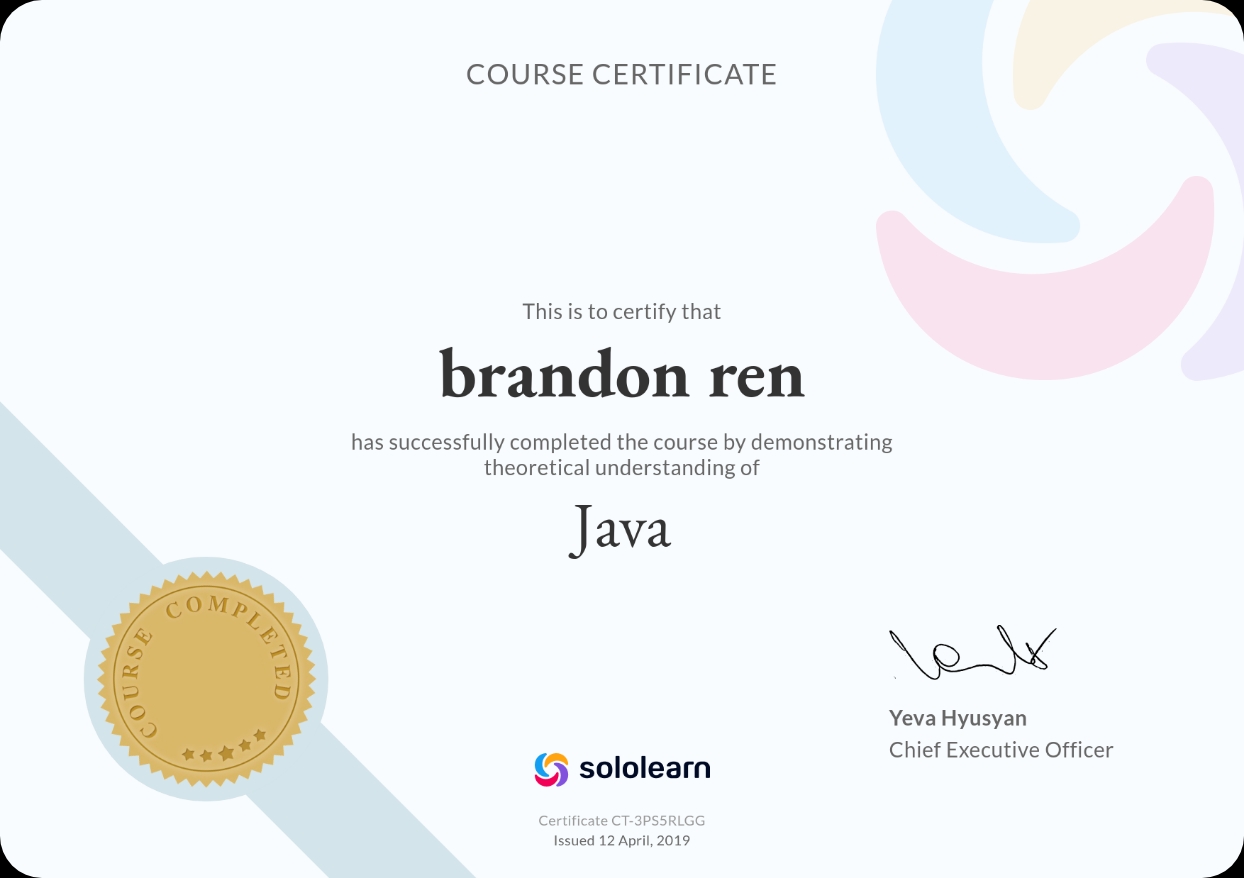 COURSE CERTIFICATE
This is to certify that
brandon ren
has successfully completed the course by demonstrating
theoretical understanding of
Java
COURSE COMPLETED
Yeva Hyusyan
Chief Executive Officer
sololearn
Certificate CT-3PS5RLGG
Issued 12 April, 2019